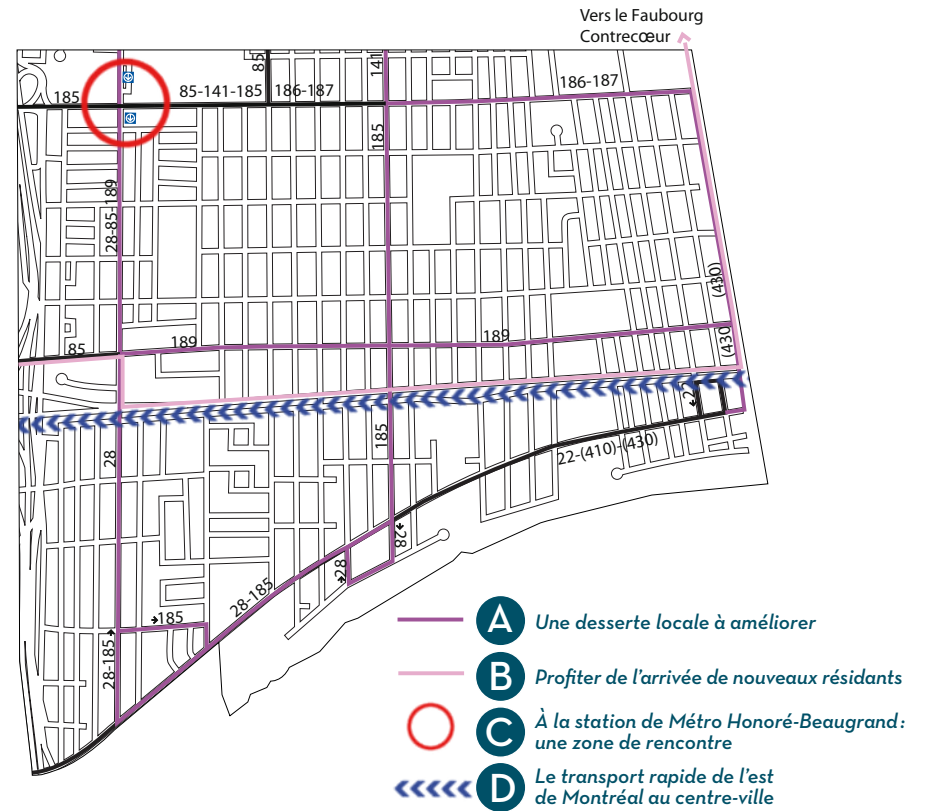 Vers le Faubourg
Contrecœur
85
141
185
85-141-185
186-187
186-187
185
28-85-189
(430)
(430
189
189
85
2
185
28
22-(410)-(430)
28
28
28-185
185
28-185
A Une desserte locale à améliorer
B Profiter de l'arrivée de nouveaux résidants
C À la station de Métro Honoré-Beaugrand :
une zone de rencontre
D Le transport rapide de l'est
de Montréal au centre-ville